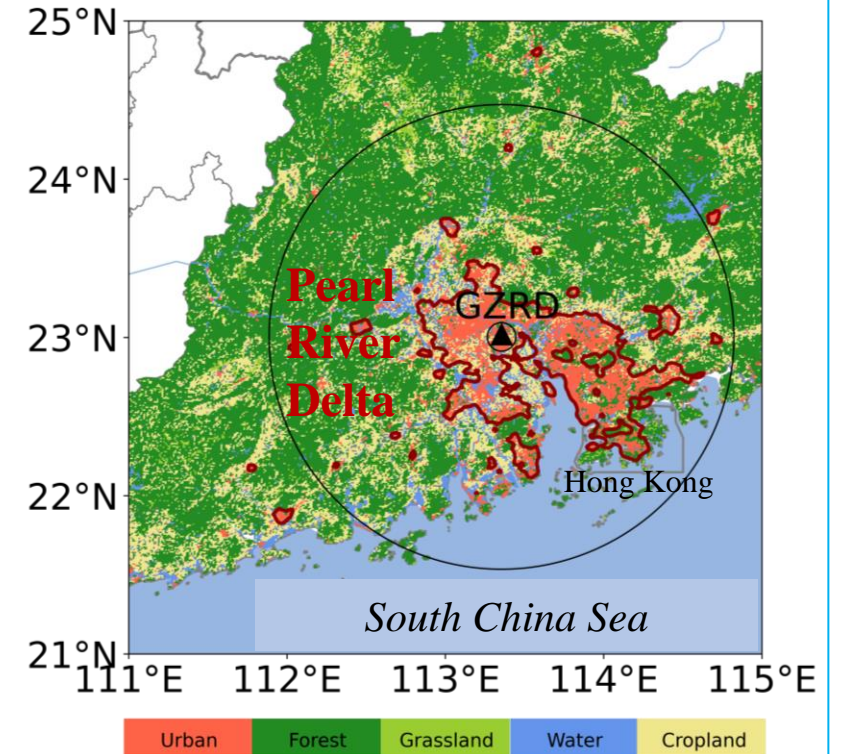 25°N
24°N
23°N
22°N
21°N
Pearl
River
Delta
GZRD
Hong Kong
South China Sea
111°E 112°E 113°E 114°E 115°E
Urban Forest Grassland Water Cropland